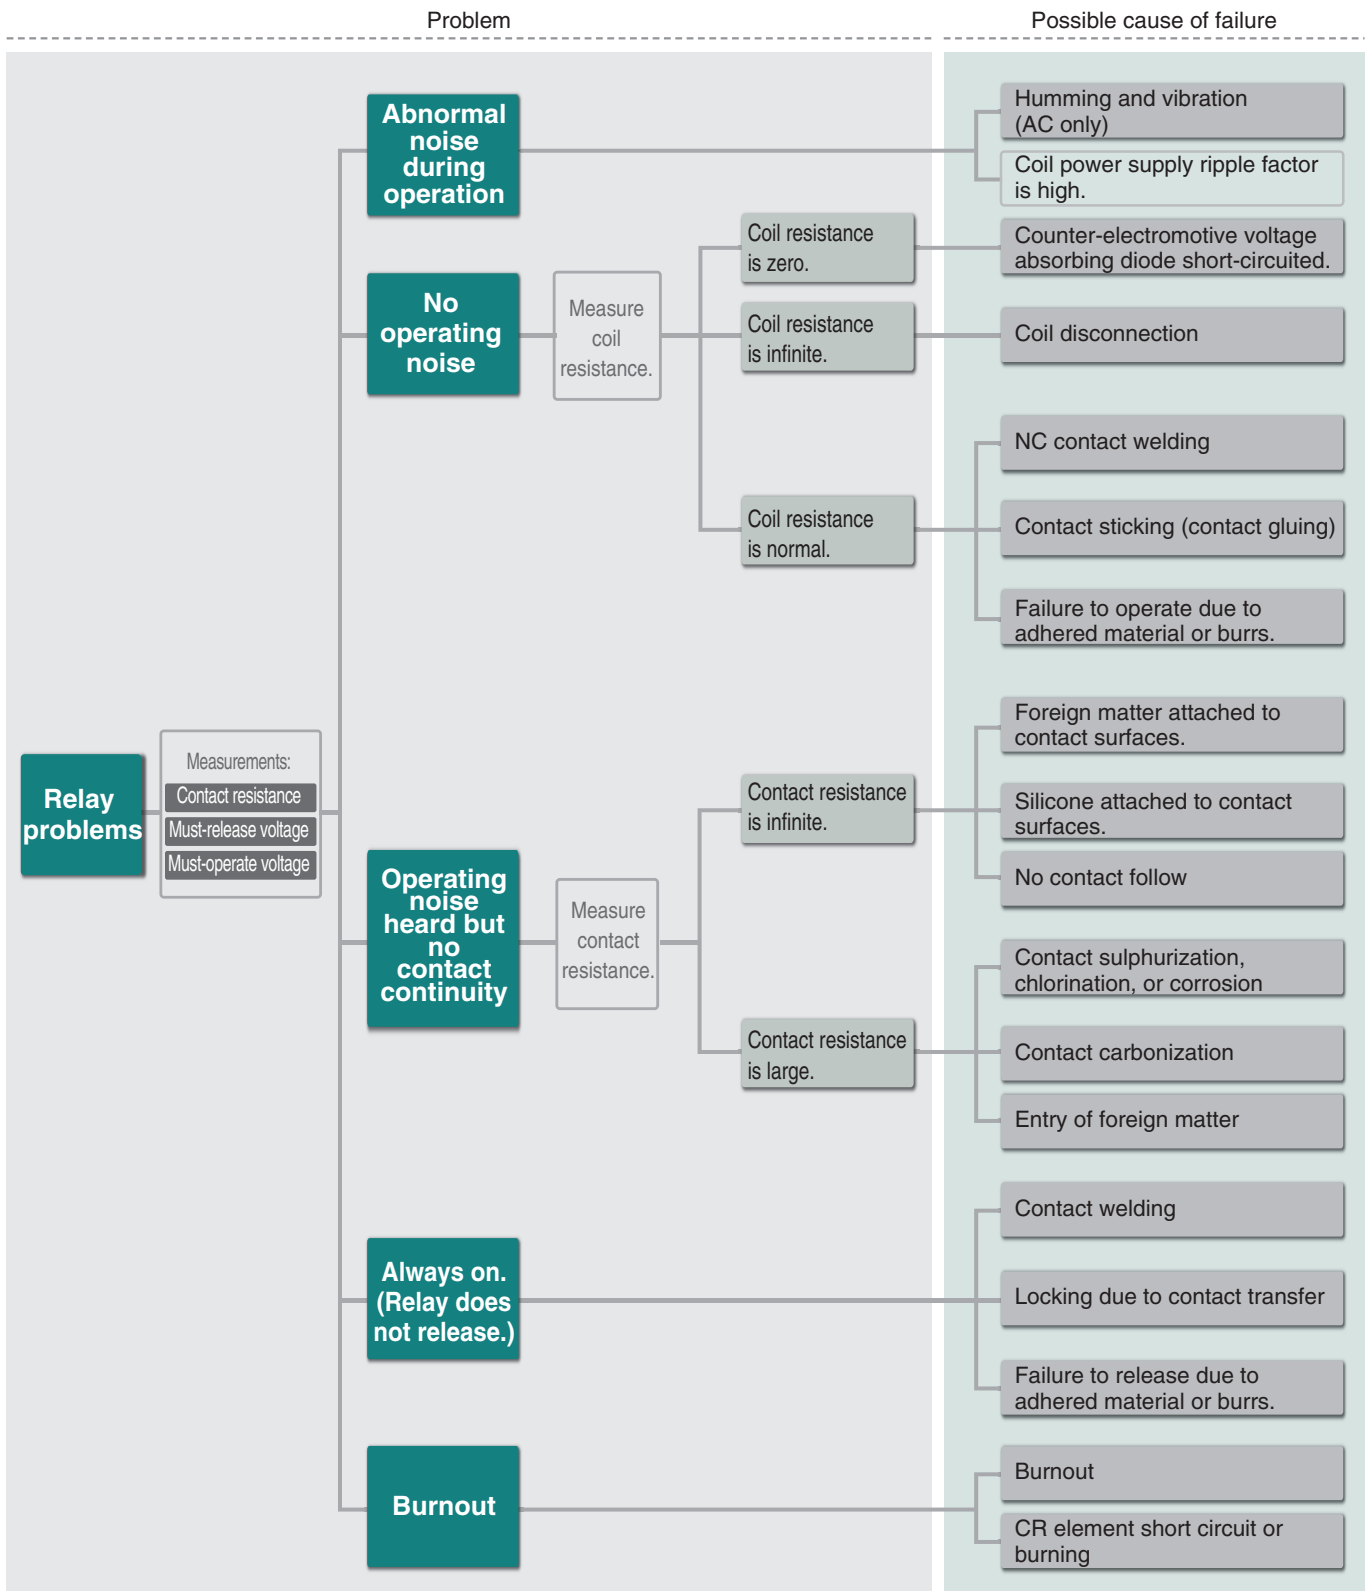 Problem
Possible cause of failure
Relay
problems
Measurements:
Contact resistance
Must-release voltage
Must-operate voltage
Abnormal
noise
during
operation
Humming and vibration
(AC only)
Coil power supply ripple factor
is high.
No
operating
noise
Measure
coil
resistance.
Coil resistance
is zero.
Counter-electromotive voltage
absorbing diode short-circuited.
Coil resistance
is infinite.
Coil disconnection
Coil resistance
is normal.
NC contact welding
Contact sticking (contact gluing)
Failure to operate due to
adhered material or burrs.
Operating
noise
heard but
no
contact
continuity
Measure
contact
resistance.
Contact resistance
is infinite.
Foreign matter attached to
contact surfaces.
Silicone attached to contact
surfaces.
No contact follow
Contact resistance
is large.
Contact sulphurization,
chlorination, or corrosion
Contact carbonization
Entry of foreign matter
Always on.
(Relay does
not release.)
Contact welding
Locking due to contact transfer
Failure to release due to
adhered material or burrs.
Burnout
Burnout
CR element short circuit or
burning